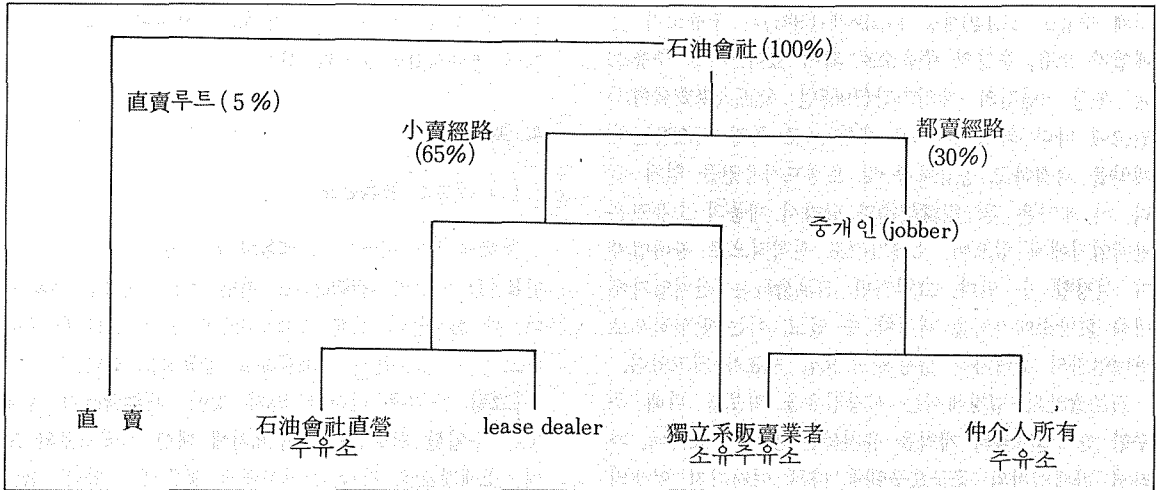 石油會社(100%)
直賣루트(5%)
小賣經路
(65%)
都賣經路
(30%)
중개인(jobber)
直賣
石油會社直營
주유소
lease dealer
獨立系販賣業者
소유주유소
仲介人所有
주유소